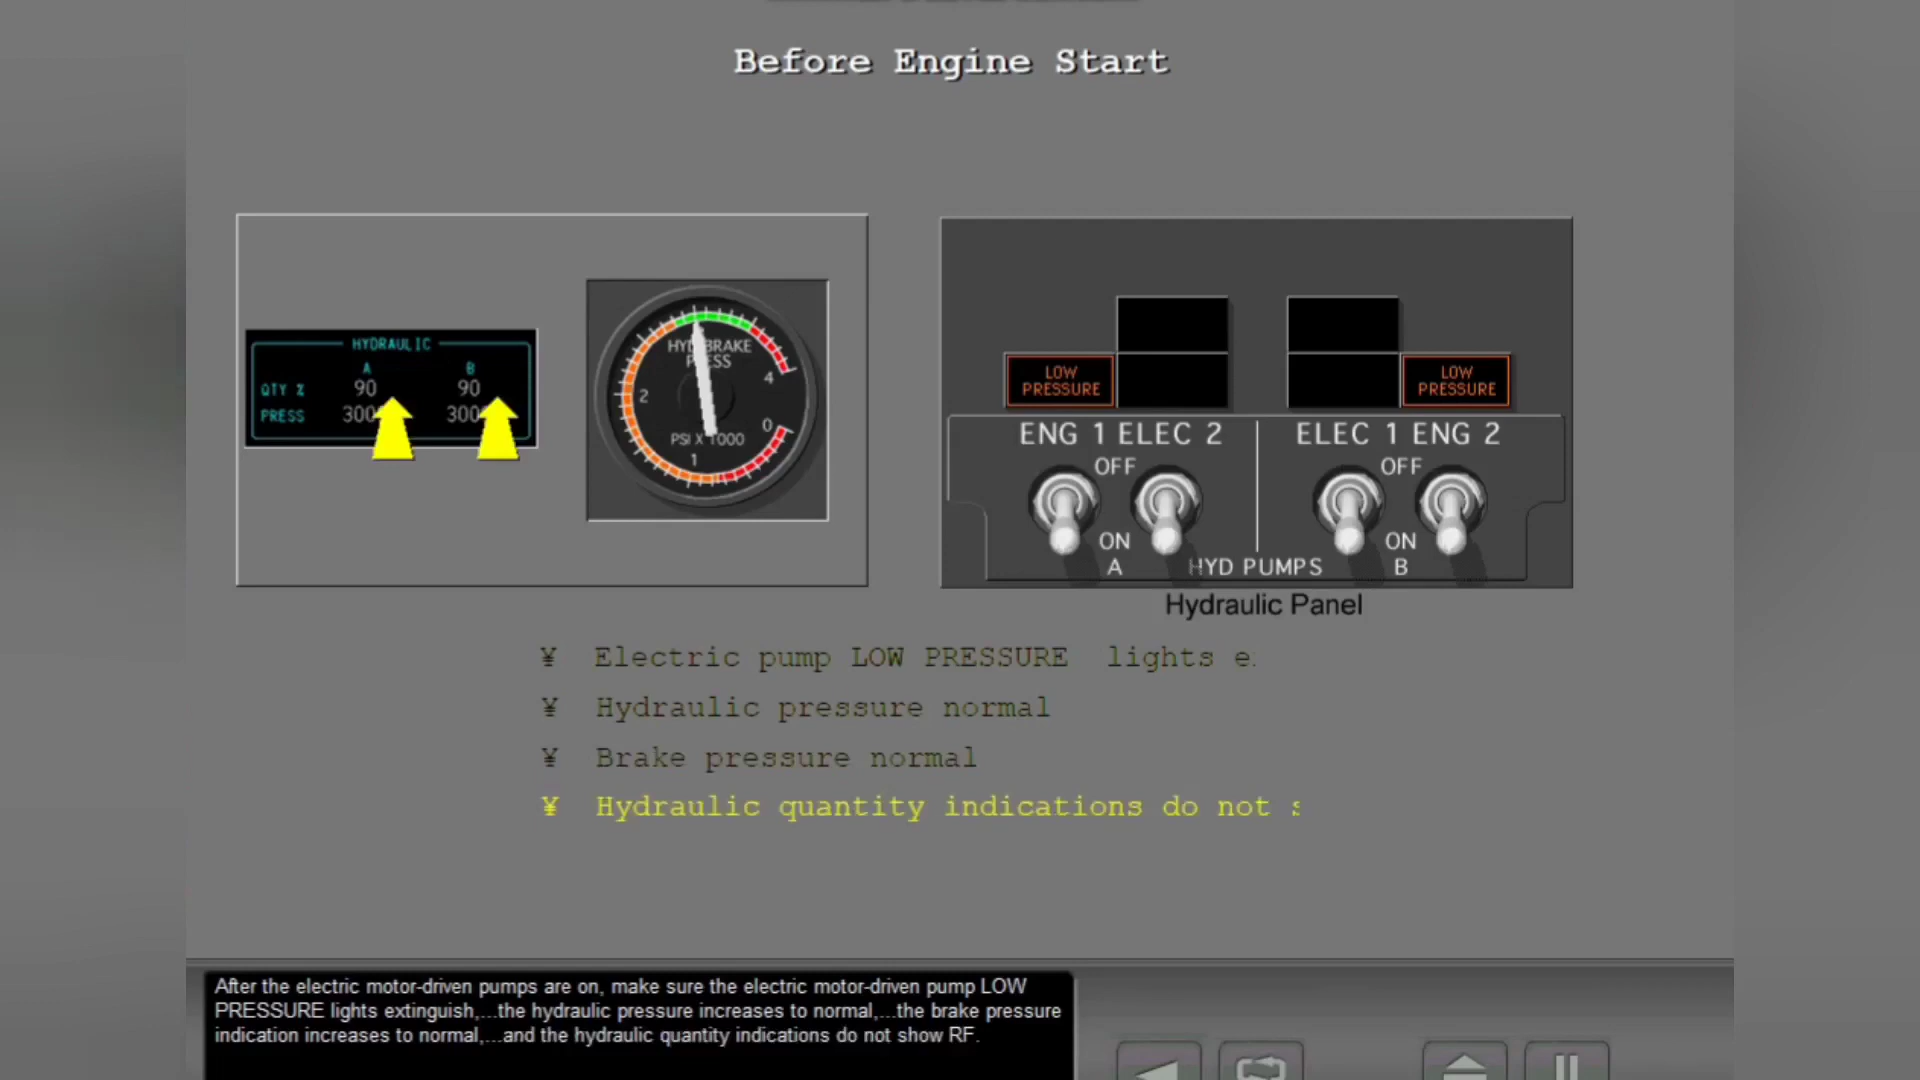 Before Engine Start
HYDRAULIC
A B
QTY % 90 90
PRESS
HYD BRAKE
PRESS
4
2
0
PSI X 1000
1
LOW
PRESSURE
LOW
PRESSURE
ENG 1 ELEC 2
ELEC 1 ENG 2
OFF
OFF
ON
ON
A
HYD PUMPS
B
Hydraulic Panel
¥ Electric pump LOW PRESSURE lights
¥ Hydraulic pressure normal
¥ Brake pressure normal
¥ Hydraulic quantity indications do not
After the electric motor-driven pumps are on, make sure the electric motor-driven pump LOW
PRESSURE lights extinguish,...the hydraulic pressure increases to normal,...the brake pressure
indication increases to normal,...and the hydraulic quantity indications do not show RF.